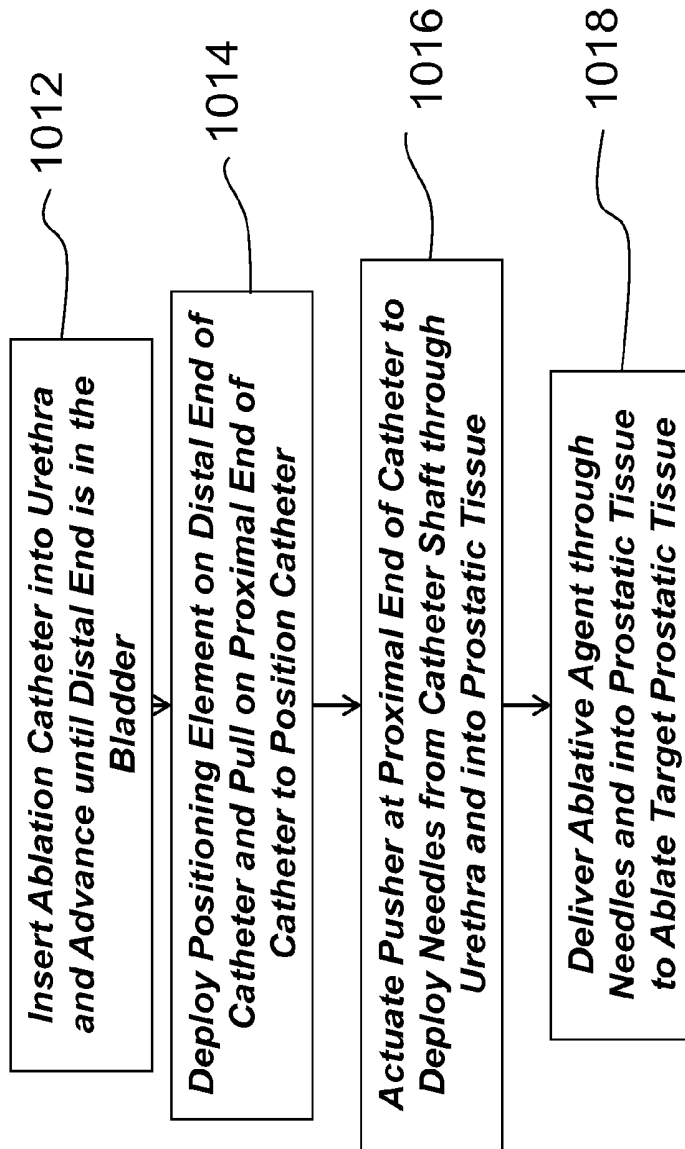 Insert Ablation Catheter into Urethra
and Advance until Distal End is in the
Bladder
1012
Deploy Positioning Element on Distal End of
Catheter and Pull on Proximal End of
Catheter to Position Catheter
1014
Actuate Pusher at Proximal End of Catheter to
Deploy Needles from Catheter Shaft through
Urethra and into Prostatic Tissue
1016
Deliver Ablative Agent through
Needles and into Prostatic Tissue
to Ablate Target Prostatic Tissue
1018